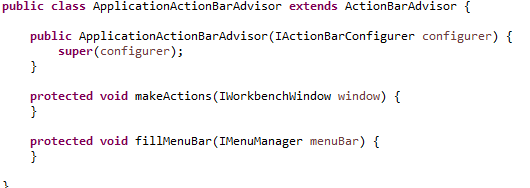 public class ApplicationActionBarAdvisor extends ActionBarAdvisor {
public ApplicationActionBarAdvisor(IActionBarConfigurer configurer) {
super(configurer);
}
protected void makeActions(IWorkbenchWindow window) {
}
protected void fillMenuBar(IMenuManager menuBar) {
}
}